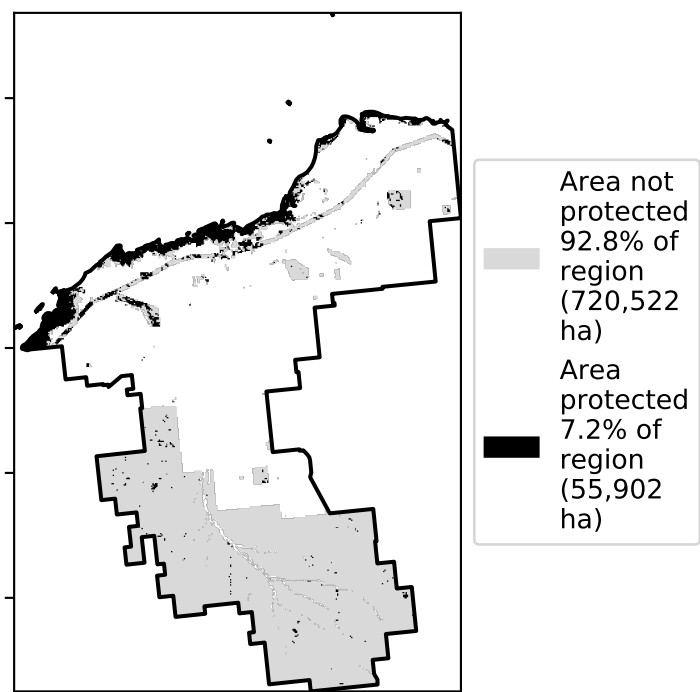 Area not
protected
92.8% of
region
(720,522
ha)
Area
protected
7.2% of
region
(55,902
ha)